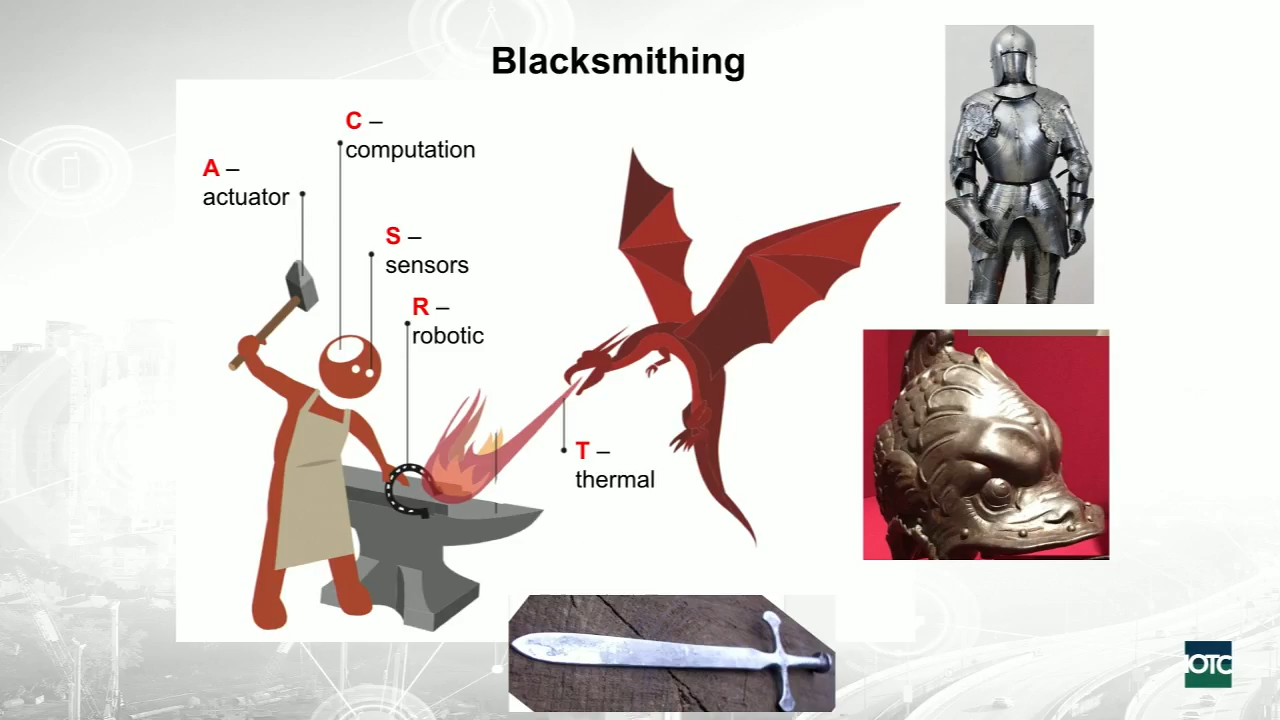 Blacksmithing
C –
computation
A –
actuator
S –
sensors
R –
robotic
T –
thermal
IOTC